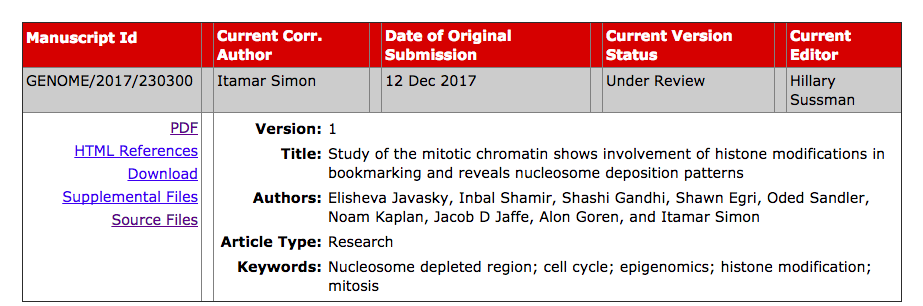 Manuscript Id
Current Corr. Author
Date of Original Submission
Current Version Status
Current Editor
GENOME/2017/230300
Itamar Simon
12 Dec 2017
Under Review
Hillary Sussman
PDF
HTML References
Download
Supplemental Files
Source Files
Version: 1
Title: Study of the mitotic chromatin shows involvement of histone modifications in
bookmarking and reveals nucleosome deposition patterns
Authors: Elisheva Javasky, Inbal Shamir, Shashi Gandhi, Shawn Egri, Oded Sandler,
Noam Kaplan, Jacob D Jaffe, Alon Goren, and Itamar Simon
Article Type: Research
Keywords: Nucleosome depleted region; cell cycle; epigenomics; histone modification;
mitosis